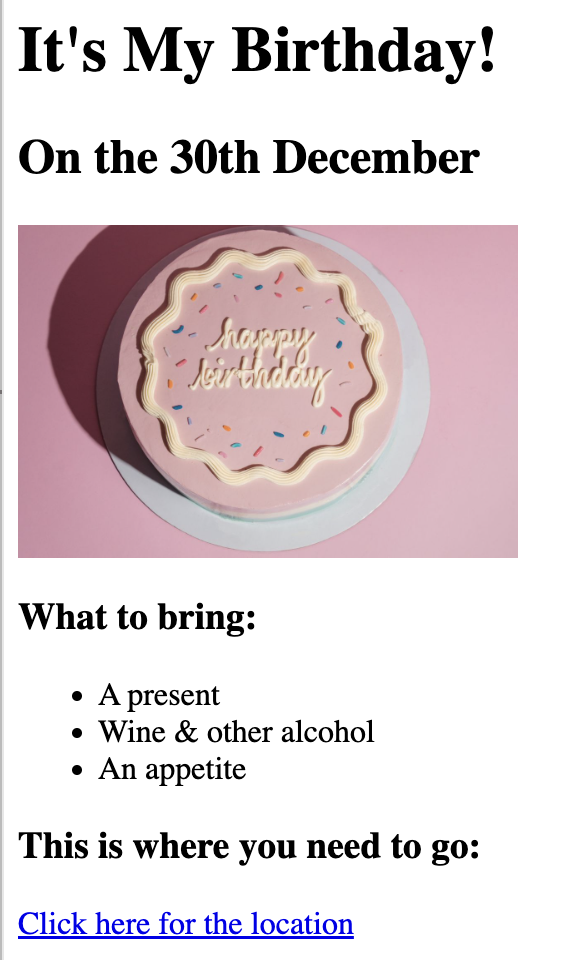 It's My Birthday!
On the 30th December
happy
birthday
What to bring:
A present
Wine & other alcohol
An appetite
This is where you need to go:
Click here for the location